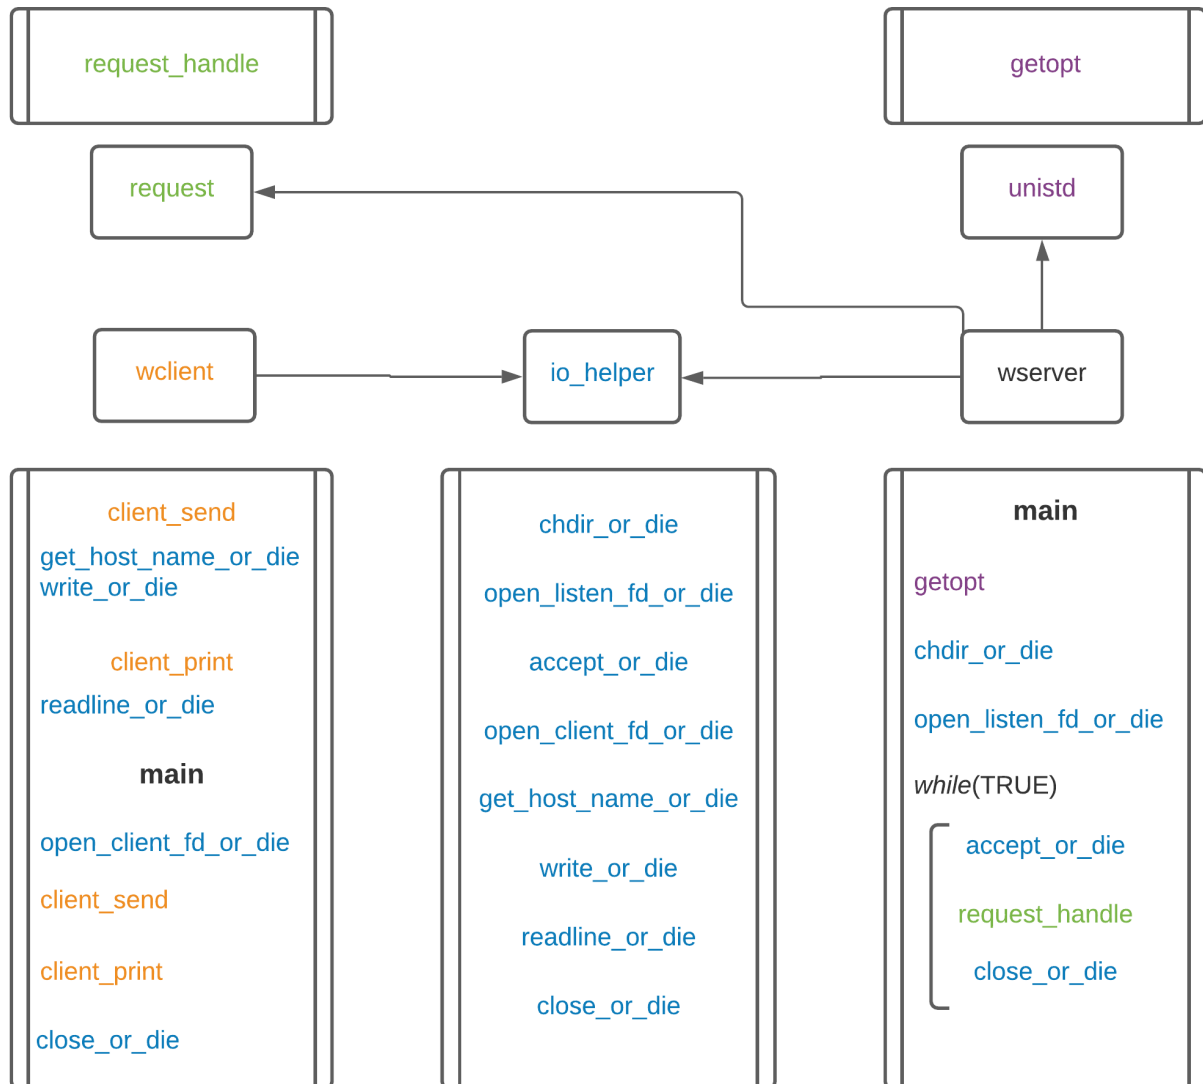 request_handle
getopt
request
unistd
wclient
io_helper
wserver
client_send
get_host_name_or_die
write_or_die
client_print
readline_or_die
main
open_client_fd_or_die
client_send
client_print
close_or_die
chdir_or_die
open_listen_fd_or_die
accept_or_die
open_client_fd_or_die
get_host_name_or_die
write_or_die
readline_or_die
close_or_die
main
getopt
chdir_or_die
open_listen_fd_or_die
while(TRUE)
accept_or_die
request_handle
close_or_die